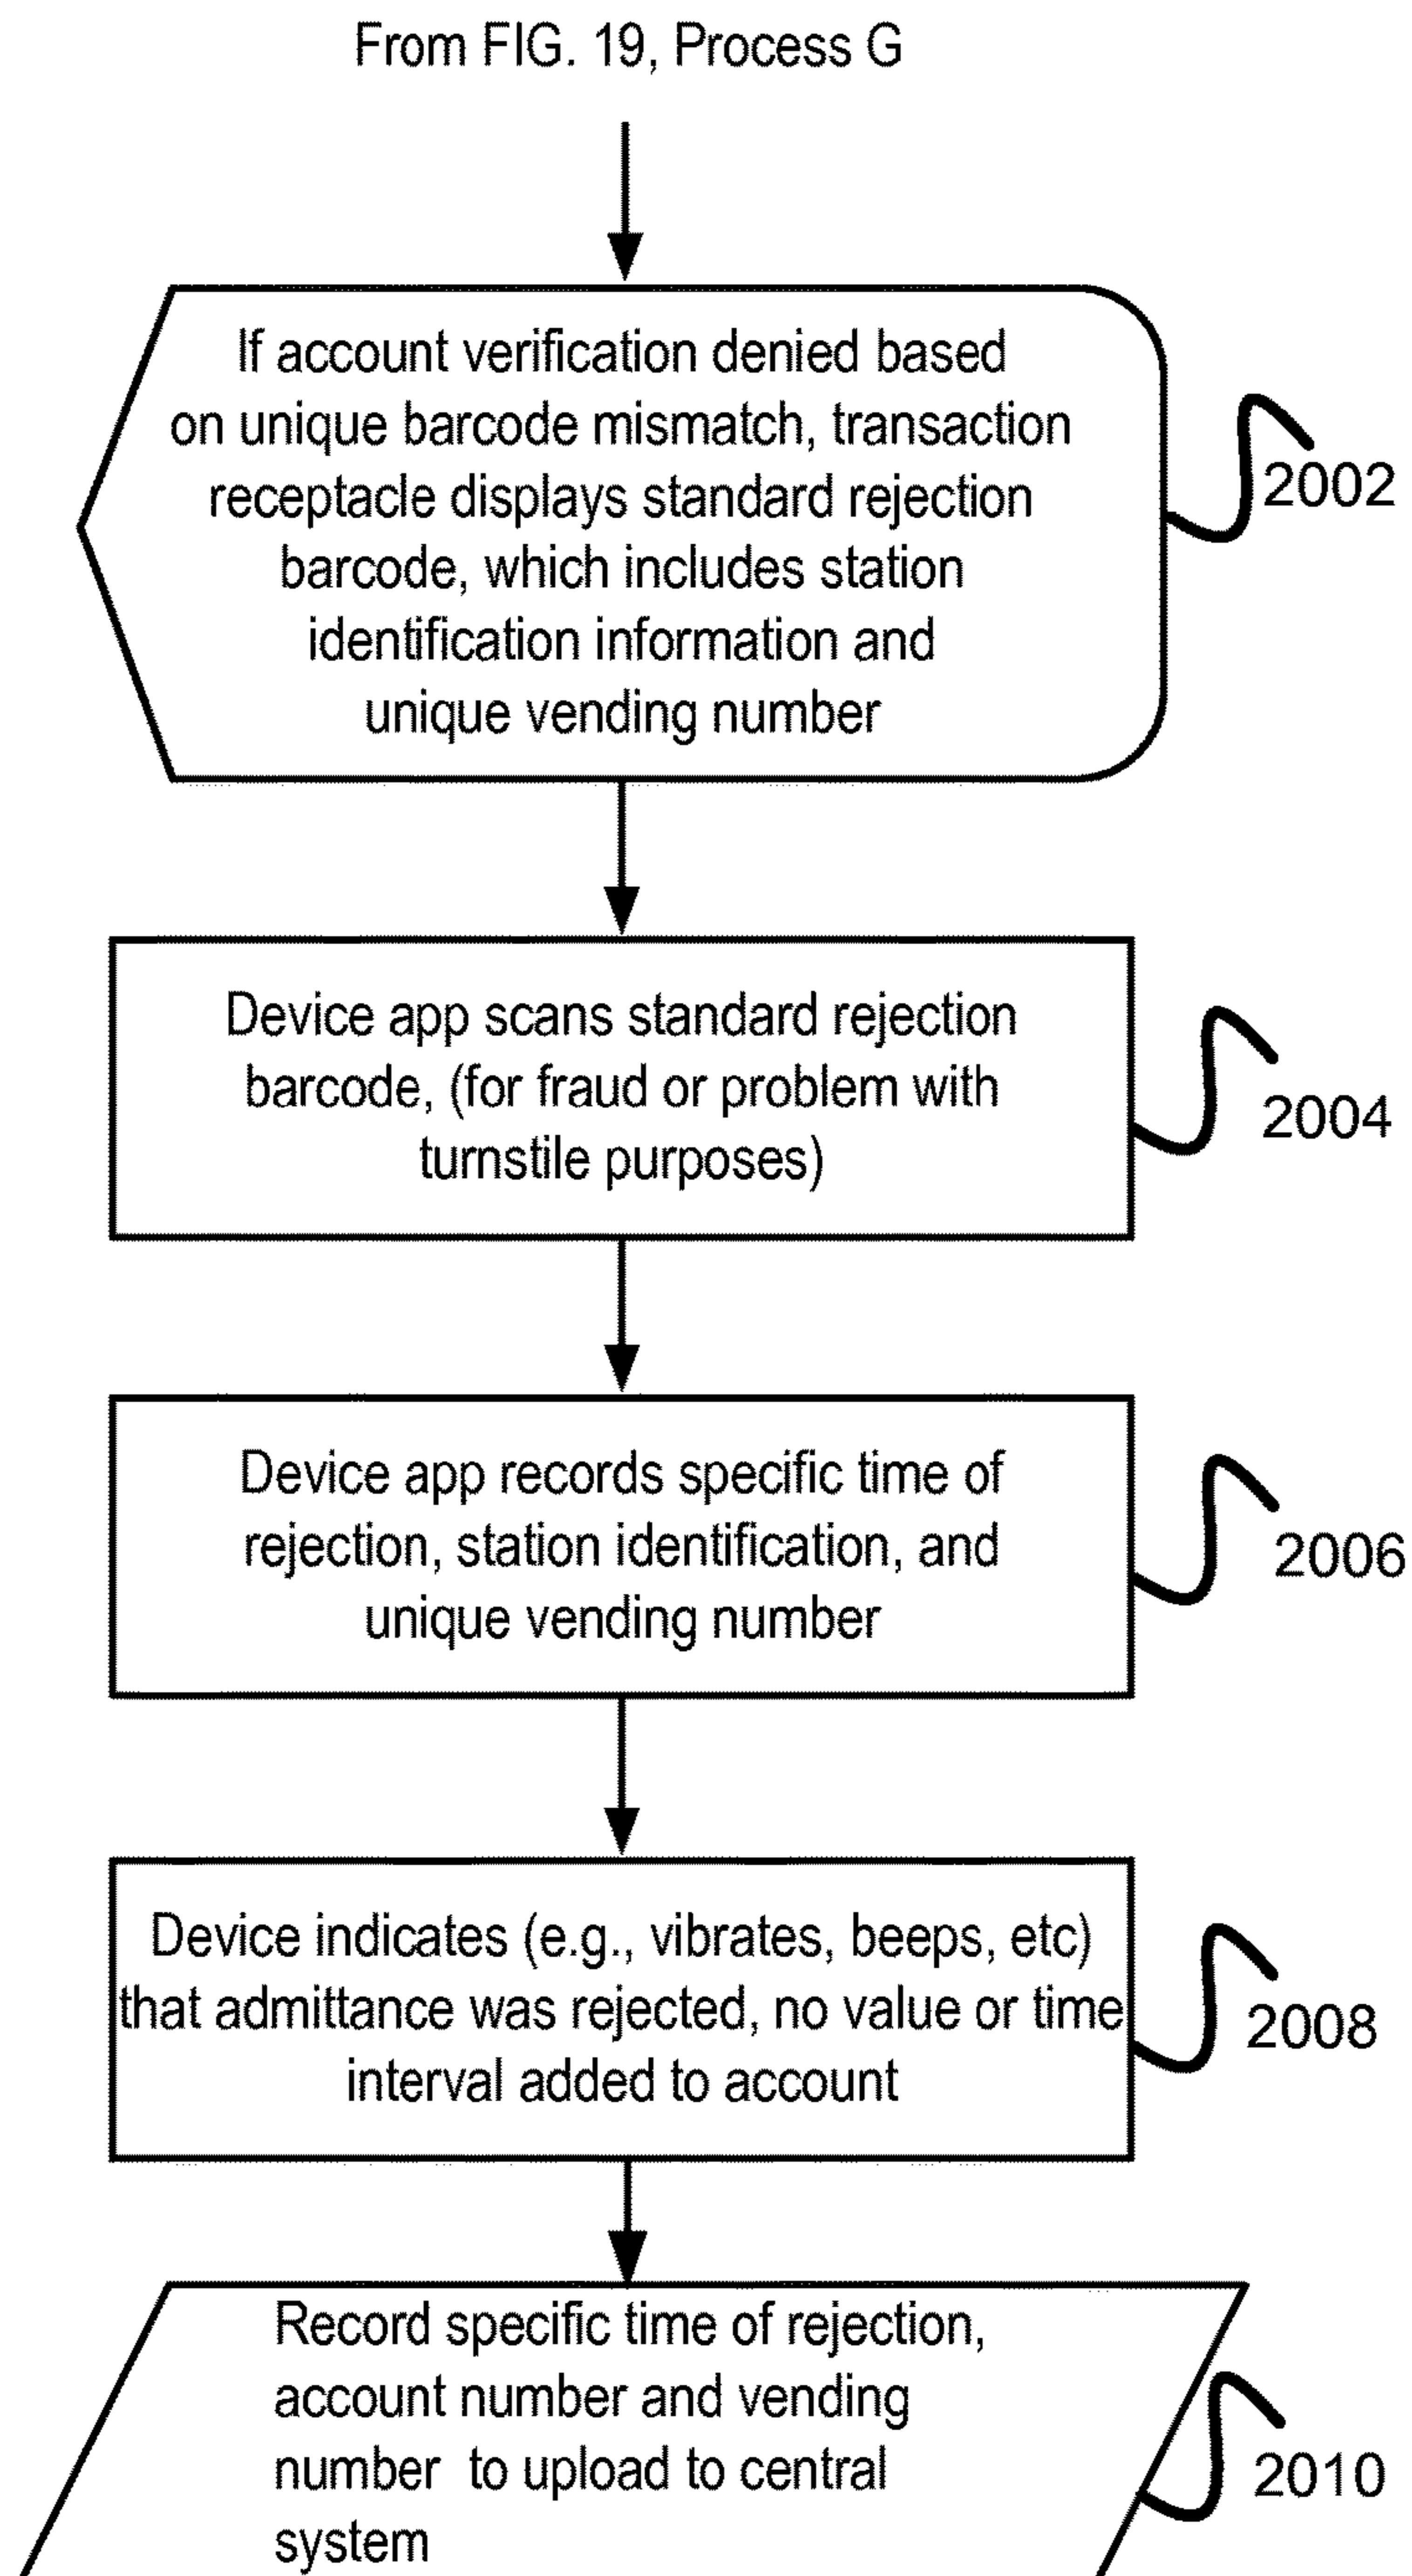 From FIG. 19, Process G
If account verification denied based
on unique barcode mismatch, transaction
receptacle displays standard rejection
barcode, which includes station
identification information and
unique vending number
2002
Device app scans standard rejection
barcode, (for fraud or problem with
turnstile purposes)
2004
Device app records specific time of
rejection, station identification, and
unique vending number
2006
Device indicates (e.g., vibrates, beeps, etc)
that admittance was rejected, no value or time
interval added to account
2008
Record specific time of rejection,
account number and vending
number  to upload to central
system
2010